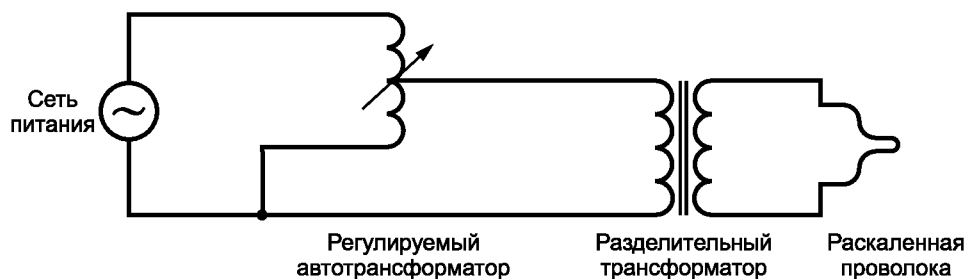 Сеть
питания
Регулируемый
автотрансформатор
Разделительный
трансформатор
Раскаленная
проволока